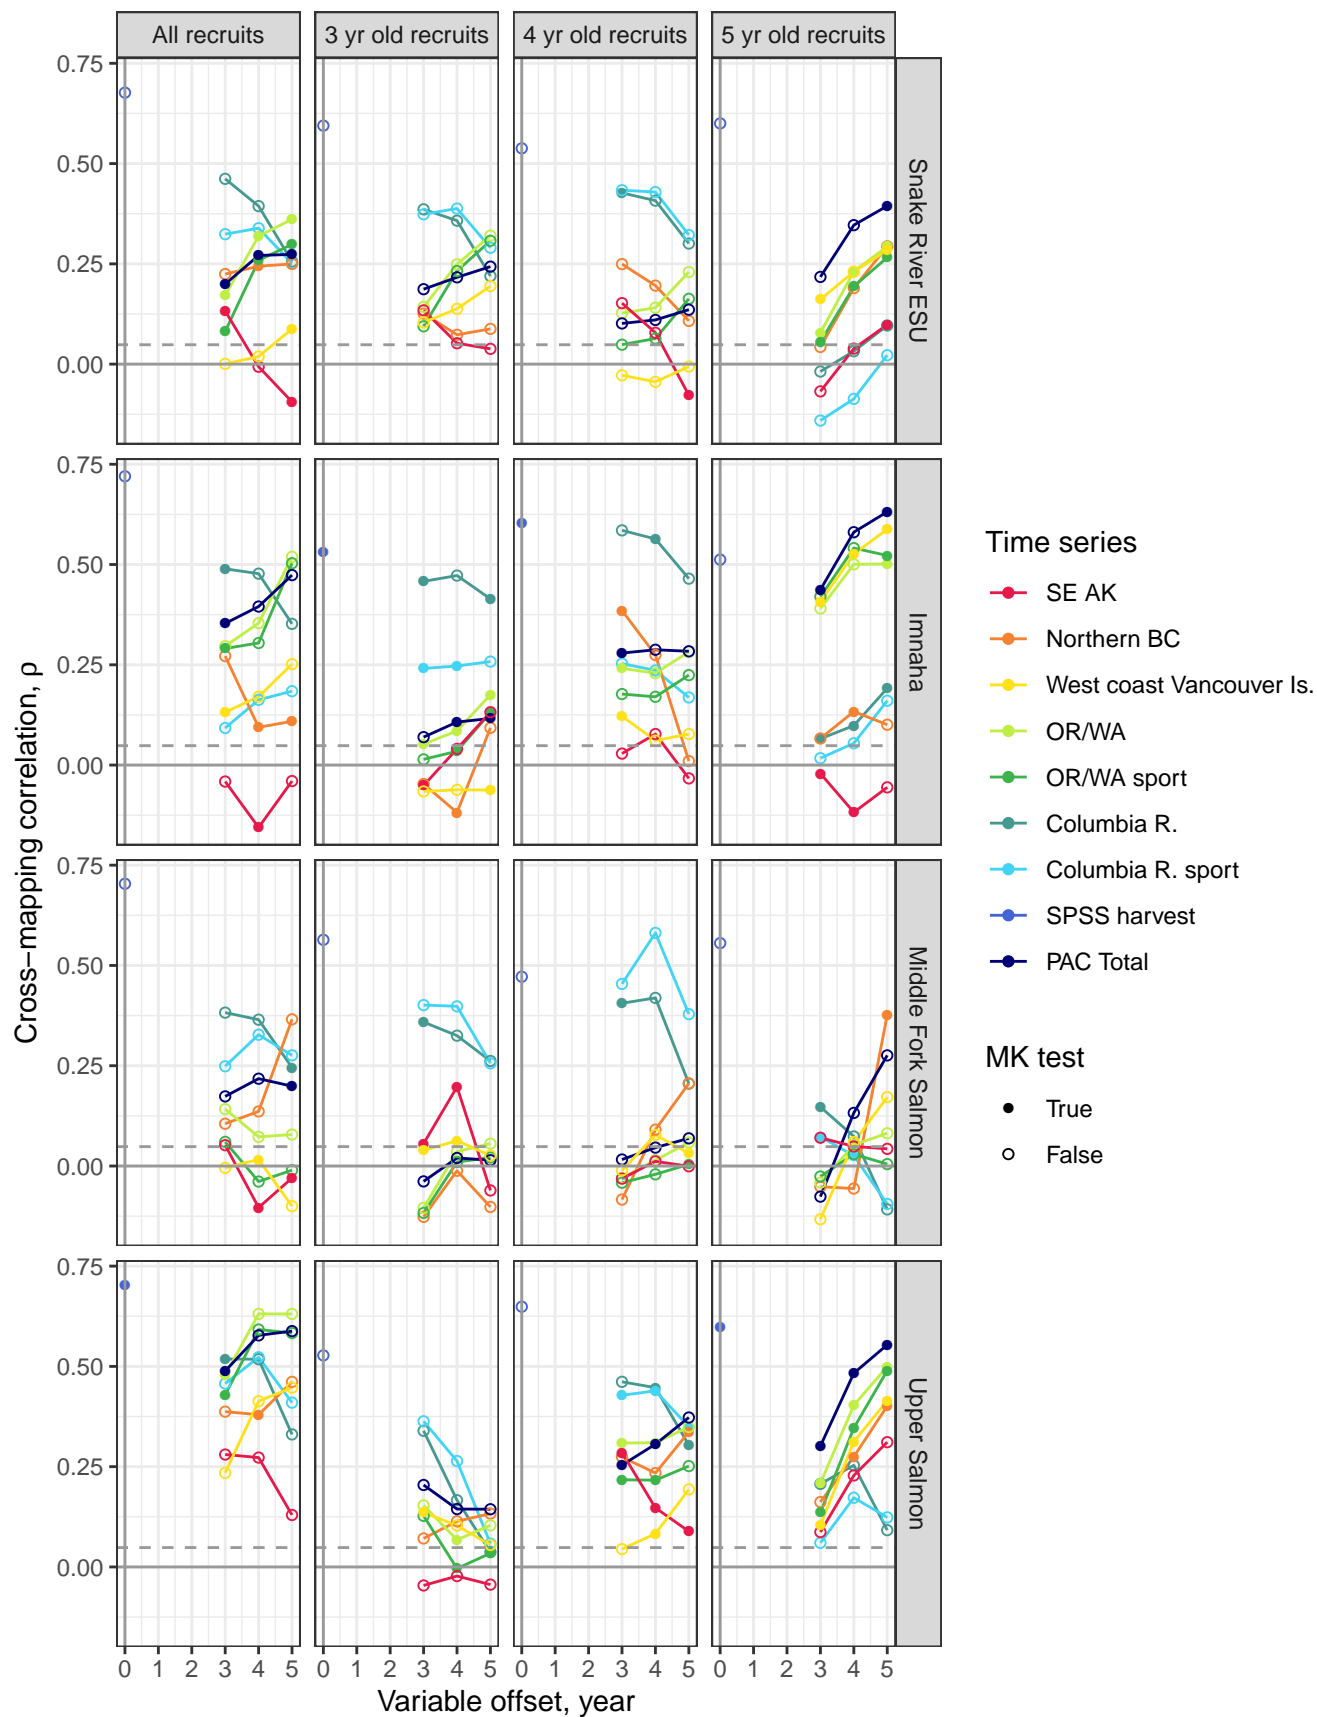 All recruits
3 yr old recruits
4 yr old recruits
5 yr old recruits
0.75
0.50
0.25
0.00
Snake River ESU
0.75
0.50
0.25
0.00
Imnaha
0.75
0.50
0.25
0.00
Middle Fork Salmon
0.75
0.50
0.25
0.00
Upper Salmon
0 1 2 3 4 5
0 1 2 3 4 5
0 1 2 3 4 5
0 1 2 3 4 5
Variable offset, year
Cross−mapping correlation, ρ
Time series
SE AK
Northern BC
West coast Vancouver Is.
OR/WA
OR/WA sport
Columbia R.
Columbia R. sport
SPSS harvest
PAC Total
MK test
True
False